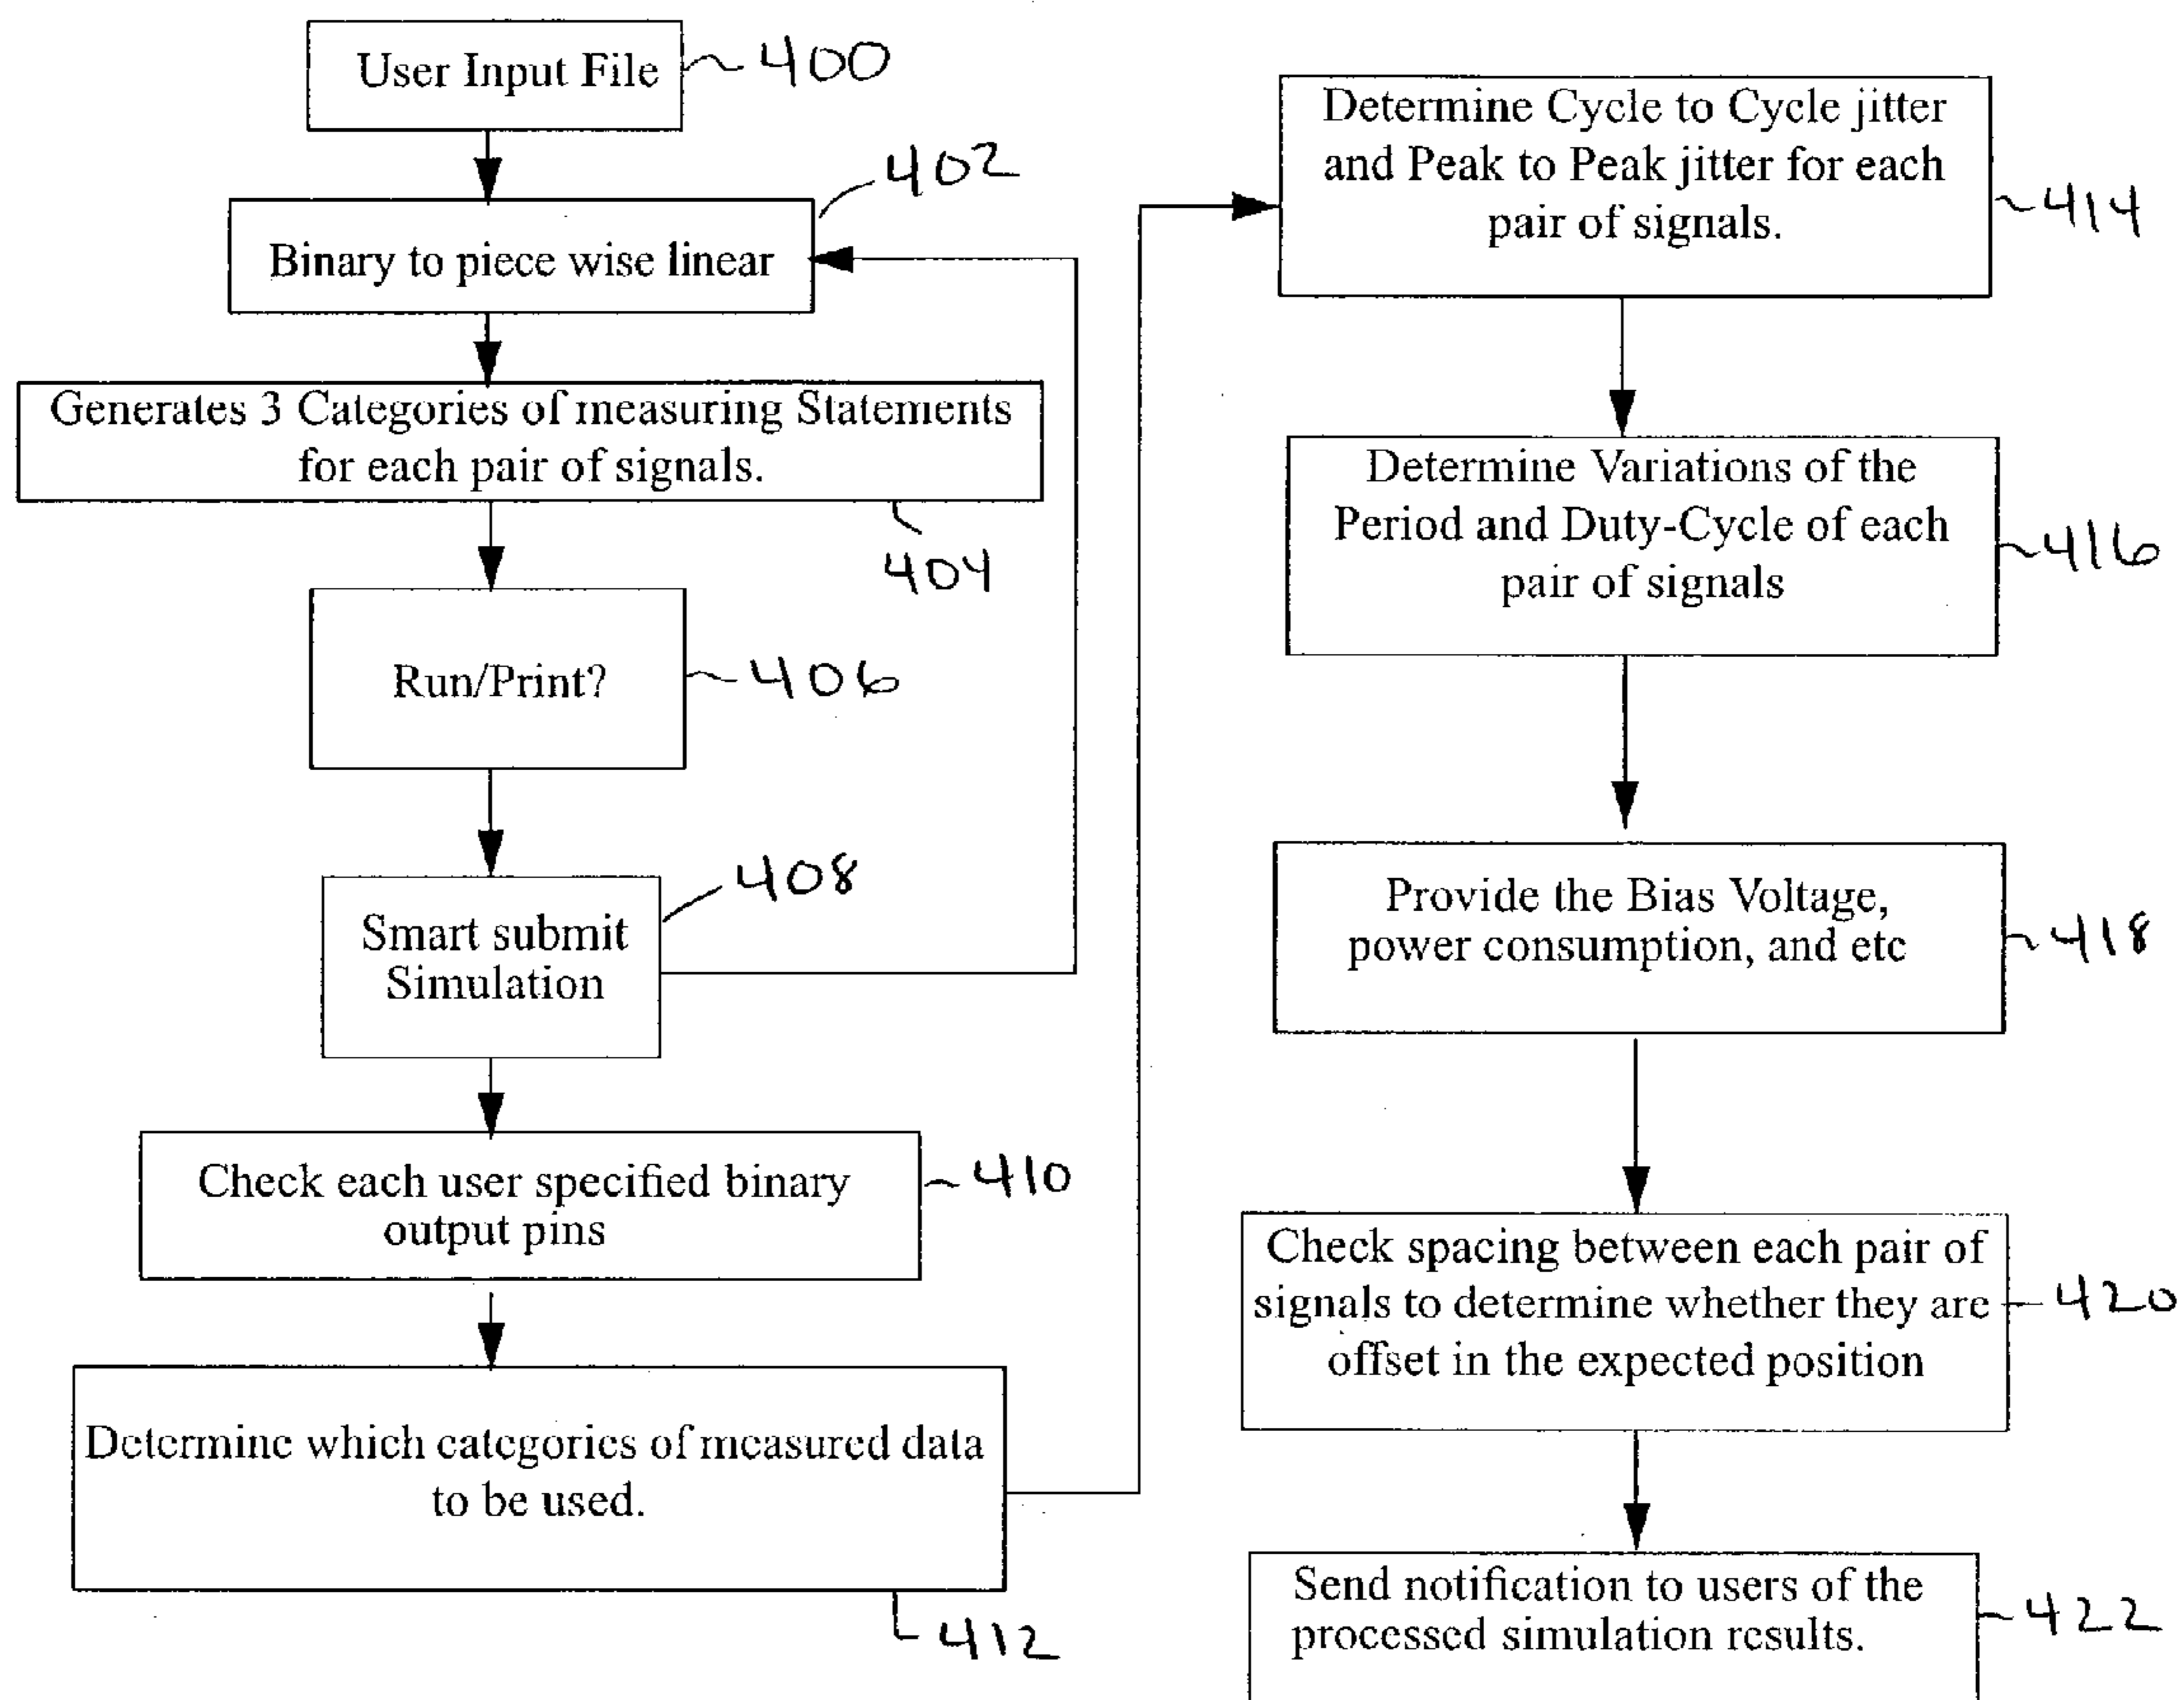 User Input File
400
402
Binary to piece wise linear
Generates 3 Categories of measuring Statements
for each pair of signals.
404
Run/Print?
406
408
Smart submit
Simulation
Check each user specified binary
output pins
410
Determine which categories of measured data
to be used.
412
Determine Cycle to Cycle jitter
and Peak to Peak jitter for each
pair of signals.
414
Determine Variations of the
Period and Duty-Cycle of each
pair of signals
416
Provide the Bias Voltage,
power consumption, and etc
418
Check spacing between each pair of
signals to determine whether they are
offset in the expected position
420
Send notification to users of the
processed simulation results.
422